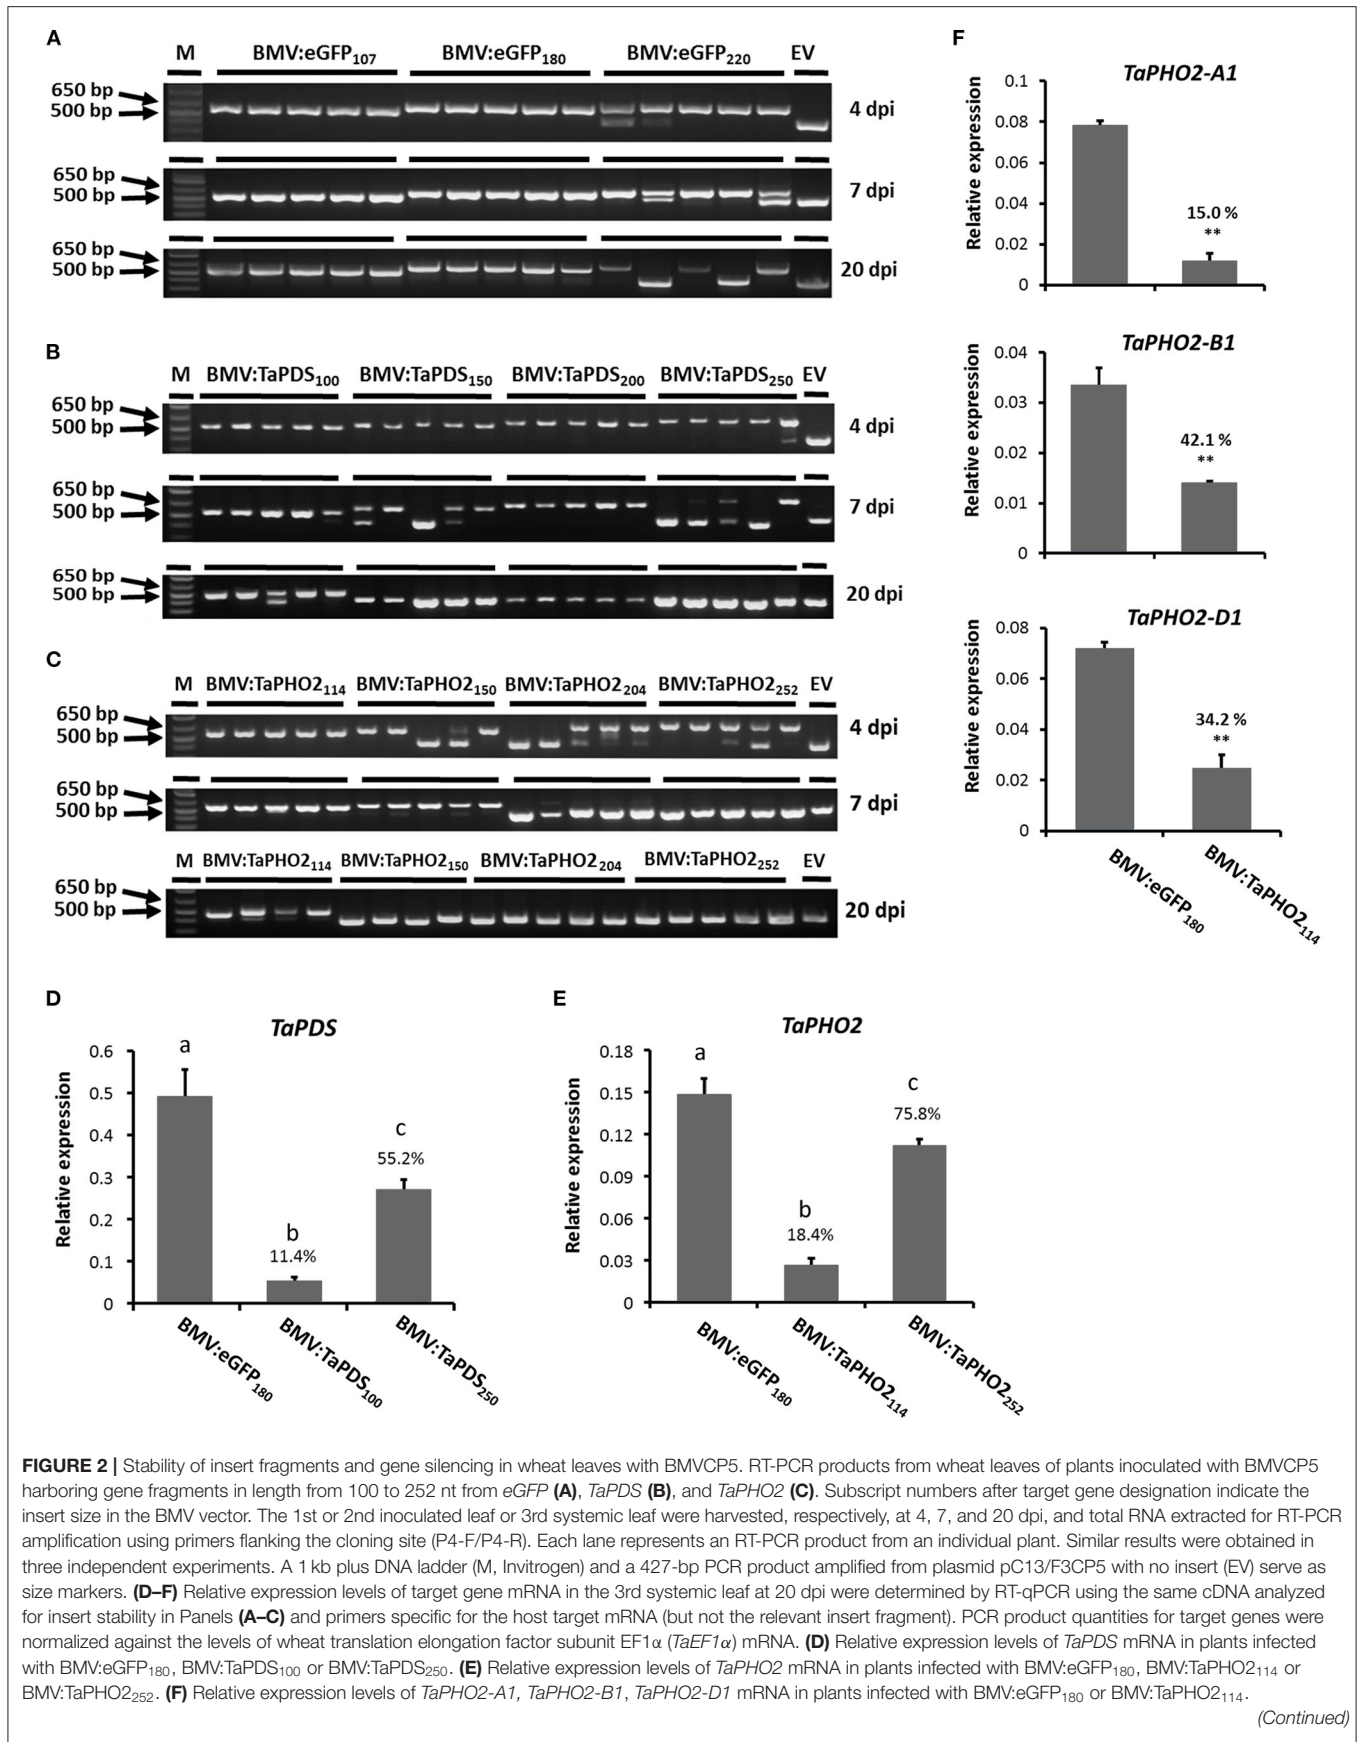 A
M BMV:eGFP107 BMV:eGFP180 BMV:eGFP220 EV
650 bp
500 bp
4 dpi
650 bp
500 bp
7 dpi
650 bp
500 bp
20 dpi
B
M BMV:TaPDS100 BMV:TaPDS150 BMV:TaPDS200 BMV:TaPDS250 EV
650 bp
500 bp
4 dpi
650 bp
500 bp
7 dpi
650 bp
500 bp
20 dpi
C
M BMV:TaPHO2114 BMV:TaPHO2150 BMV:TaPHO2204 BMV:TaPHO2252 EV
650 bp
500 bp
4 dpi
650 bp
500 bp
7 dpi
M BMV:TaPHO2114 BMV:TaPHO2150 BMV:TaPHO2204 BMV:TaPHO2252 EV
650 bp
500 bp
20 dpi
F
TaPHO2-A1
Relative expression
0.1
0.08
0.06
0.04
0.02
0
15.0 %
**
TaPHO2-B1
Relative expression
0.04
0.03
0.02
0.01
0
42.1 %
**
TaPHO2-D1
Relative expression
0.08
0.06
0.04
0.02
0
34.2 %
**
BMV:eGFP180
BMV:TaPHO2114
D
TaPDS
Relative expression
0.6
0.5
0.4
0.3
0.2
0.1
0
a
b
11.4%
c
55.2%
BMV:eGFP180
BMV:TaPDS100
BMV:TaPDS250
E
TaPHO2
Relative expression
0.18
0.15
0.12
0.09
0.06
0.03
0
a
b
18.4%
c
75.8%
BMV:eGFP180
BMV:TaPHO2114
BMV:TaPHO2252
FIGURE 2 | Stability of insert fragments and gene silencing in wheat leaves with BMVCP5. RT-PCR products from wheat leaves of plants inoculated with BMVCP5
harboring gene fragments in length from 100 to 252 nt from eGFP (A), TaPDS (B), and TaPHO2 (C). Subscript numbers after target gene designation indicate the
insert size in the BMV vector. The 1st or 2nd inoculated leaf or 3rd systemic leaf were harvested, respectively, at 4, 7, and 20 dpi, and total RNA extracted for RT-PCR
amplification using primers flanking the cloning site (P4-F/P4-R). Each lane represents an RT-PCR product from an individual plant. Similar results were obtained in
three independent experiments. A 1 kb plus DNA ladder (M, Invitrogen) and a 427-bp PCR product amplified from plasmid pC13/F3CP5 with no insert (EV) serve as
size markers. (D–F) Relative expression levels of target gene mRNA in the 3rd systemic leaf at 20 dpi were determined by RT-qPCR using the same cDNA analyzed
for insert stability in Panels (A–C) and primers specific for the host target mRNA (but not the relevant insert fragment). PCR product quantities for target genes were
normalized against the levels of wheat translation elongation factor subunit EF1α (TaEF1α) mRNA. (D) Relative expression levels of TaPDS mRNA in plants infected
with BMV:eGFP180, BMV:TaPDS100 or BMV:TaPDS250. (E) Relative expression levels of TaPHO2 mRNA in plants infected with BMV:eGFP180, BMV:TaPHO2114 or
BMV:TaPHO2252. (F) Relative expression levels of TaPHO2-A1, TaPHO2-B1, TaPHO2-D1 mRNA in plants infected with BMV:eGFP180 or BMV:TaPHO2114.
(Continued)